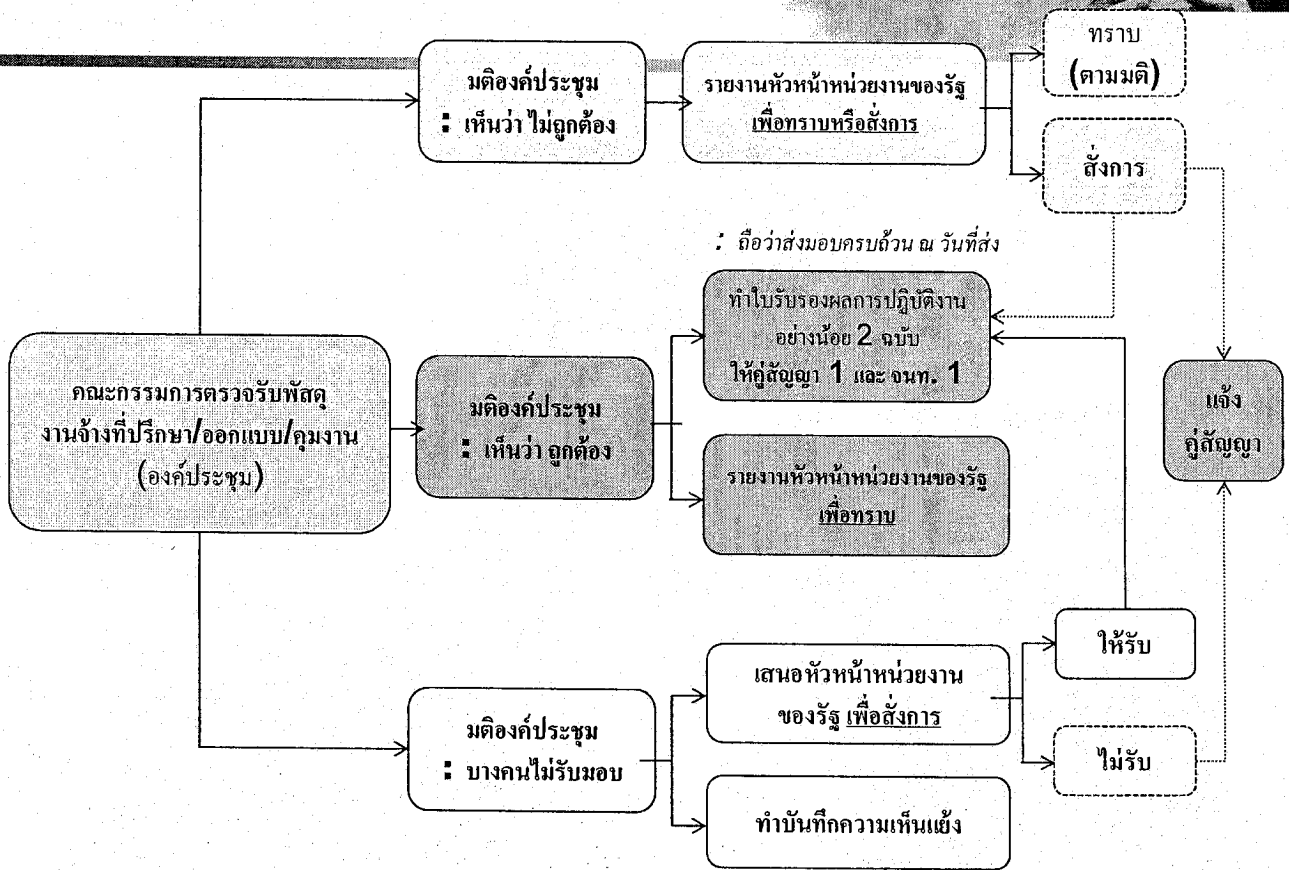 มติองค์ประชุม
: เห็นว่า ไม่ถูกต้อง
รายงานหัวหน้าหน่วยงานของรัฐ
เพื่อทราบหรือสั่งการ
ทราบ
(ตามมติ)
สั่งการ
: ถือว่าส่งมอบครบถ้วน ณ วันที่ส่ง
คณะกรรมการตรวจรับพัสดุ
งานจ้างที่ปรึกษา/ออกแบบ/คุมงาน
(องค์ประชุม)
มติองค์ประชุม
: เห็นว่า ถูกต้อง
ทำใบรับรองผลการปฏิบัติงาน
อย่างน้อย 2 ฉบับ
ให้คู่สัญญา 1 และ จนท. 1
รายงานหัวหน้าหน่วยงานของรัฐ
เพื่อทราบ
แจ้ง
คู่สัญญา
มติองค์ประชุม
: บางคนไม่รับมอบ
เสนอหัวหน้าหน่วยงาน
ของรัฐ เพื่อสั่งการ
ทำบันทึกความเห็นแย้ง
ให้รับ
ไม่รับ